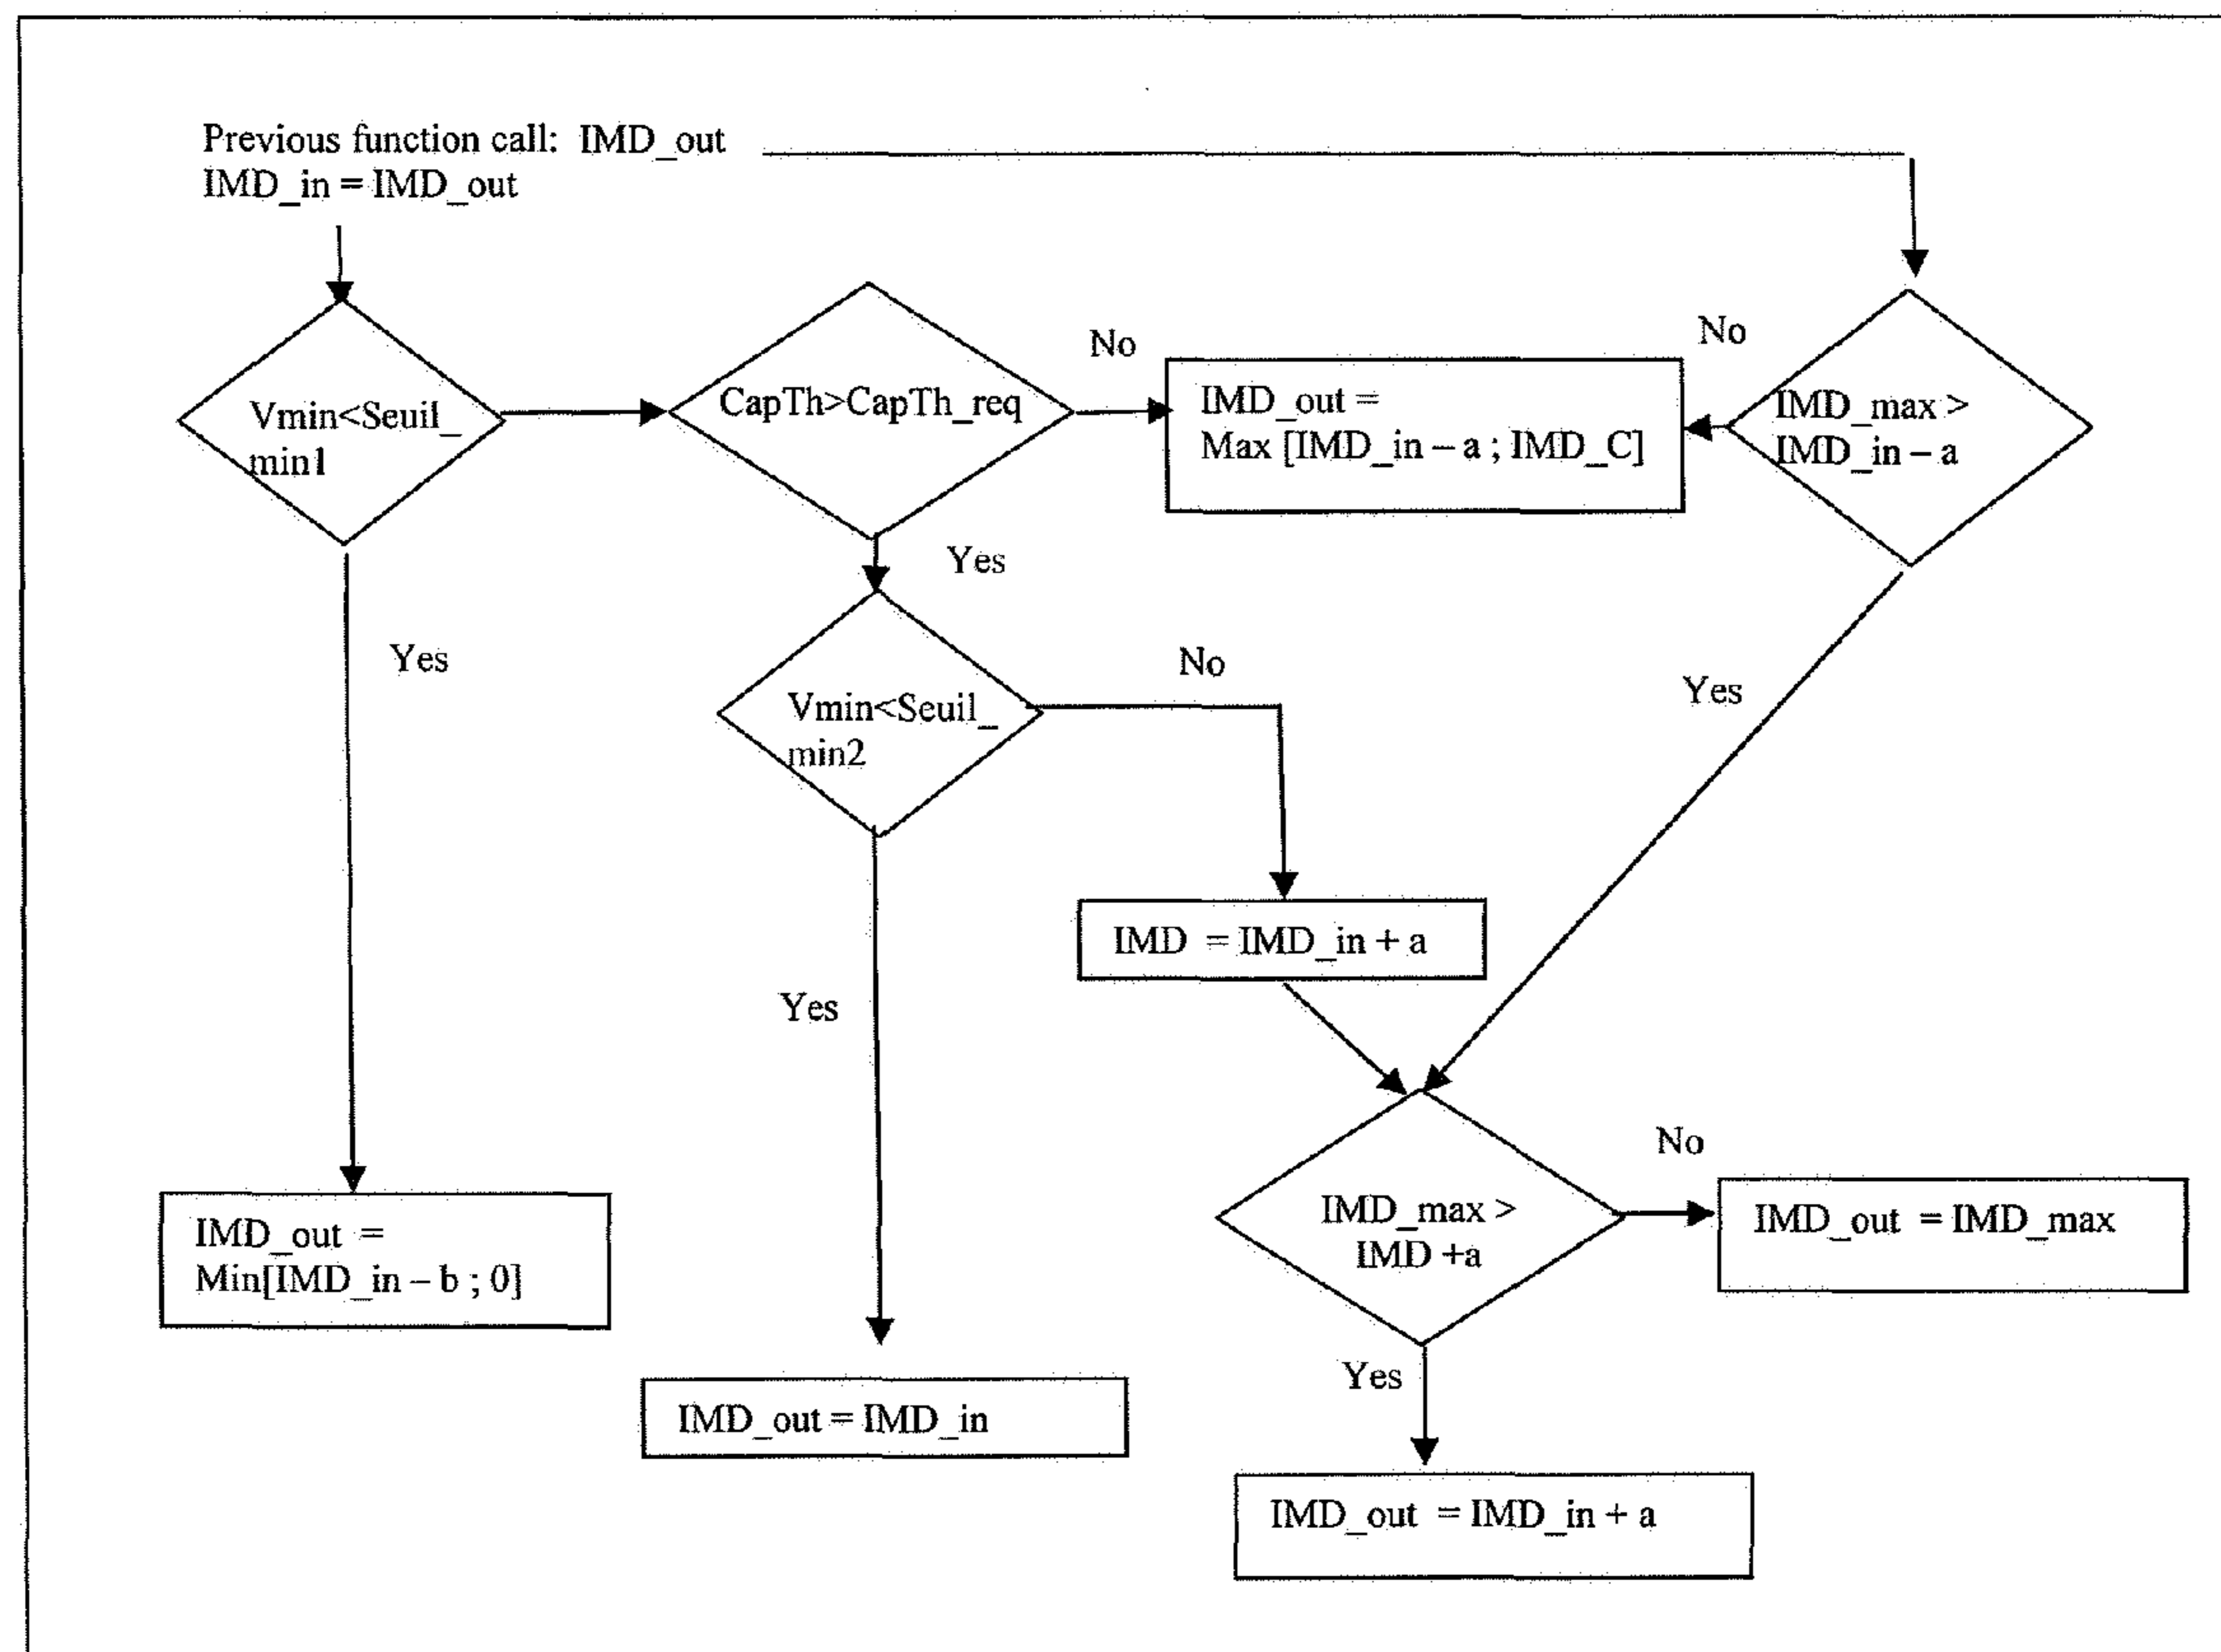 Previous function call: IMD_out
IMD_in = IMD_out
Vmin<Seuil_
min1
CapTh>CapTh_req
No
IMD_out =
Max [IMD_in – a ; IMD_C]
No
IMD_max >
IMD_in – a
Yes
Yes
Vmin<Seuil_
min2
No
Yes
IMD = IMD_in + a
Yes
IMD_out =
Min[IMD_in – b ; 0]
IMD_max >
IMD +a
No
IMD_out = IMD_max
Yes
IMD_out = IMD_in
IMD_out = IMD_in + a